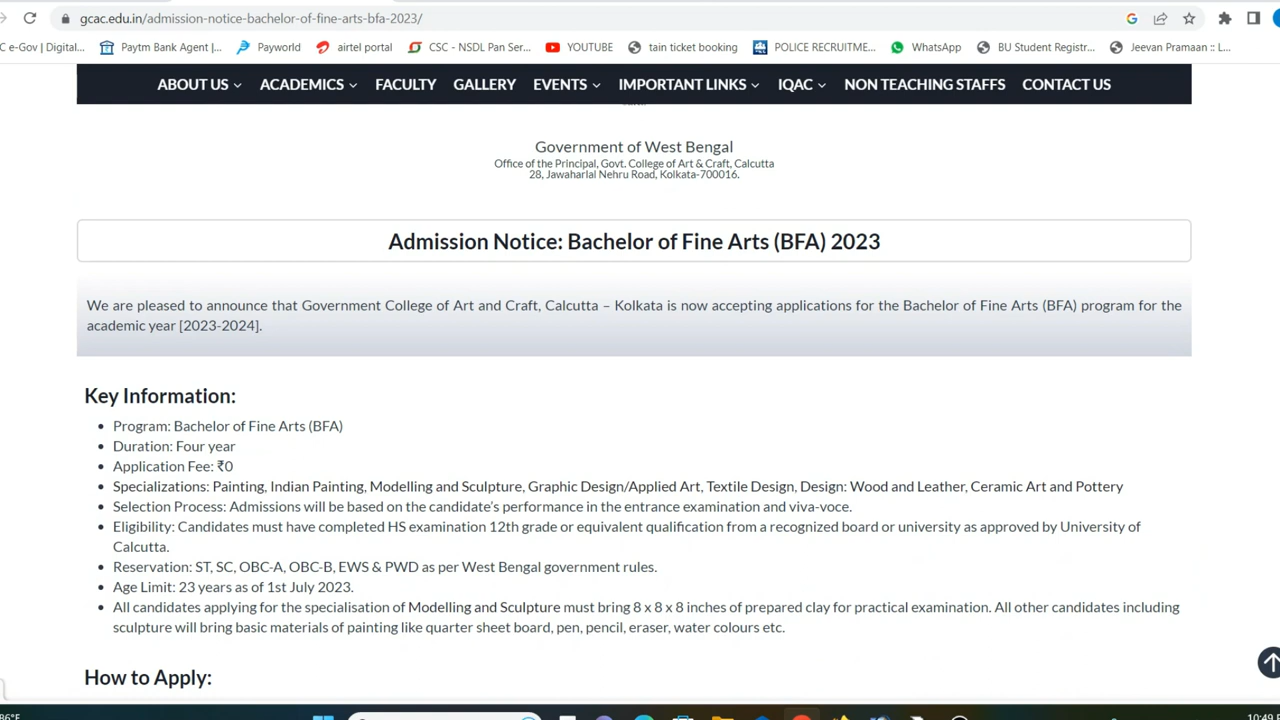 gcac.edu.in/admission-notice-bachelor-of-fine-arts-bfa-2023/
C e-Gov | Digital... Paytm Bank Agent |... Payworld airtel portal CSC - NSDL Pan Ser... YOUTUBE tain ticket booking POLICE RECRUITME... WhatsApp BU Student Registr... Jeevan Pramaan :: L...
ABOUT US ACADEMICS FACULTY GALLERY EVENTS IMPORTANT LINKS IQAC NON TEACHING STAFFS CONTACT US
Government of West Bengal
Office of the Principal, Govt. College of Art & Craft, Calcutta
28, Jawaharlal Nehru Road, Kolkata-700016.
Admission Notice: Bachelor of Fine Arts (BFA) 2023
We are pleased to announce that Government College of Art and Craft, Calcutta – Kolkata is now accepting applications for the Bachelor of Fine Arts (BFA) program for the
academic year [2023-2024].
Key Information:
• Program: Bachelor of Fine Arts (BFA)
• Duration: Four year
• Application Fee: ₹0
• Specializations: Painting, Indian Painting, Modelling and Sculpture, Graphic Design/Applied Art, Textile Design, Design: Wood and Leather, Ceramic Art and Pottery
• Selection Process: Admissions will be based on the candidate's performance in the entrance examination and viva-voce.
• Eligibility: Candidates must have completed HS examination 12th grade or equivalent qualification from a recognized board or university as approved by University of
Calcutta.
• Reservation: ST, SC, OBC-A, OBC-B, EWS & PWD as per West Bengal government rules.
• Age Limit: 23 years as of 1st July 2023.
• All candidates applying for the specialisation of Modelling and Sculpture must bring 8 x 8 x 8 inches of prepared clay for practical examination. All other candidates including
sculpture will bring basic materials of painting like quarter sheet board, pen, pencil, eraser, water colours etc.
How to Apply:
86°F 10:49